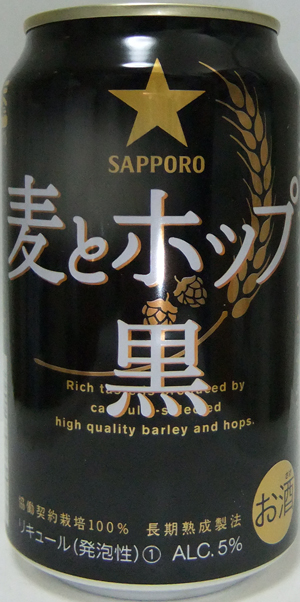 SAPPORO
麦とホップ
黒
Rich by
high quality barley and hops.
協働契約栽培100% 長期熟成製法
リキュール(発泡性)① ALC.5%
お酒